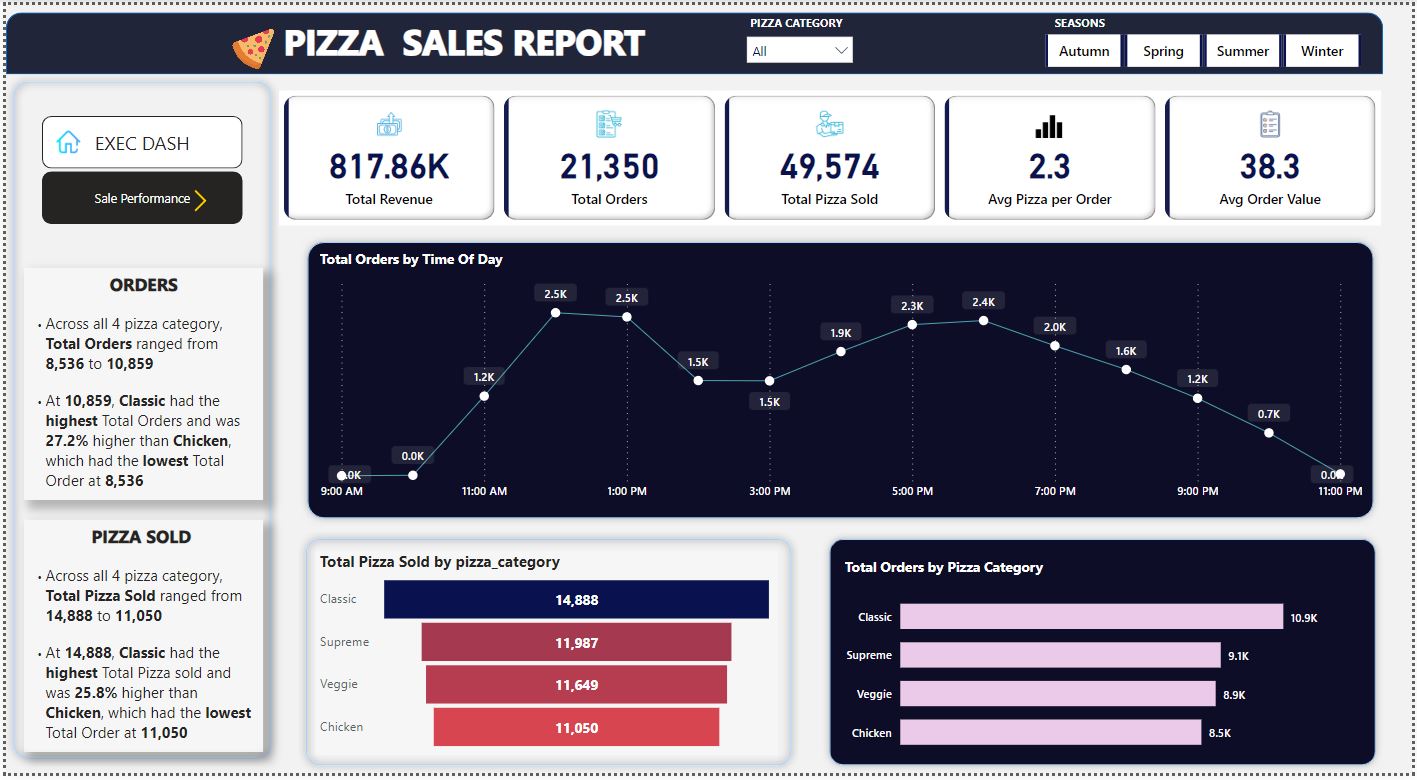 PIZZA SALES REPORT
PIZZA CATEGORY
All
SEASONS
Autumn
Spring
Summer
Winter
EXEC DASH
Sale Performance
817.86K
Total Revenue
21,350
Total Orders
49,574
Total Pizza Sold
2.3
Avg Pizza per Order
38.3
Avg Order Value
ORDERS
• Across all 4 pizza category,
Total Orders ranged from
8,536 to 10,859
• At 10,859, Classic had the
highest Total Orders and was
27.2% higher than Chicken,
which had the lowest Total
Order at 8,536
PIZZA SOLD
• Across all 4 pizza category,
Total Pizza Sold ranged from
14,888 to 11,050
• At 14,888, Classic had the
highest Total Pizza sold and
was 25.8% higher than
Chicken, which had the lowest
Total Order at 11,050
Total Orders by Time Of Day
0.0K
2.5K
2.5K
1.2K
1.5K
1.5K
1.9K
2.3K
2.4K
2.0K
1.6K
1.2K
0.7K
9:00 AM
11:00 AM
1:00 PM
3:00 PM
5:00 PM
7:00 PM
9:00 PM
11:00 PM
Total Pizza Sold by pizza_category
Classic
14,888
Supreme
11,987
Veggie
11,649
Chicken
11,050
Total Orders by Pizza Category
Classic
10.9K
Supreme
9.1K
Veggie
8.9K
Chicken
8.5K